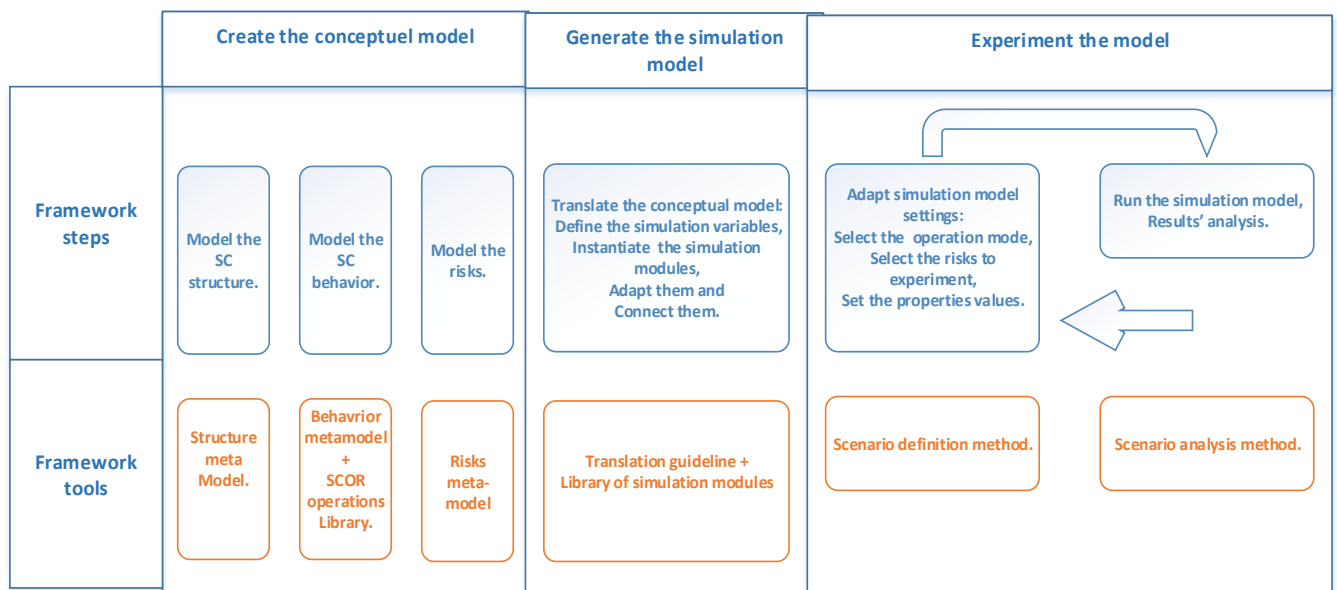 Create the conceptuel model
Generate the simulation
model
Experiment the model
Framework
steps
Model the
SC
structure.
Model the
SC
behavior.
Model the
risks.
Translate the conceptual model:
Define the simulation variables,
Instantiate the simulation
modules,
Adapt them and
Connect them.
Adapt simulation model
settings:
Select the operation mode,
Select the risks to
experiment,
Set the properties values.
Run the simulation model,
Results’ analysis.
Framework
tools
Structure
meta
Model.
Behavrior
metamodel
+
SCOR
operations
Library.
Risks
meta-
model
Translation guideline +
Library of simulation modules
Scenario definition method.
Scenario analysis method.